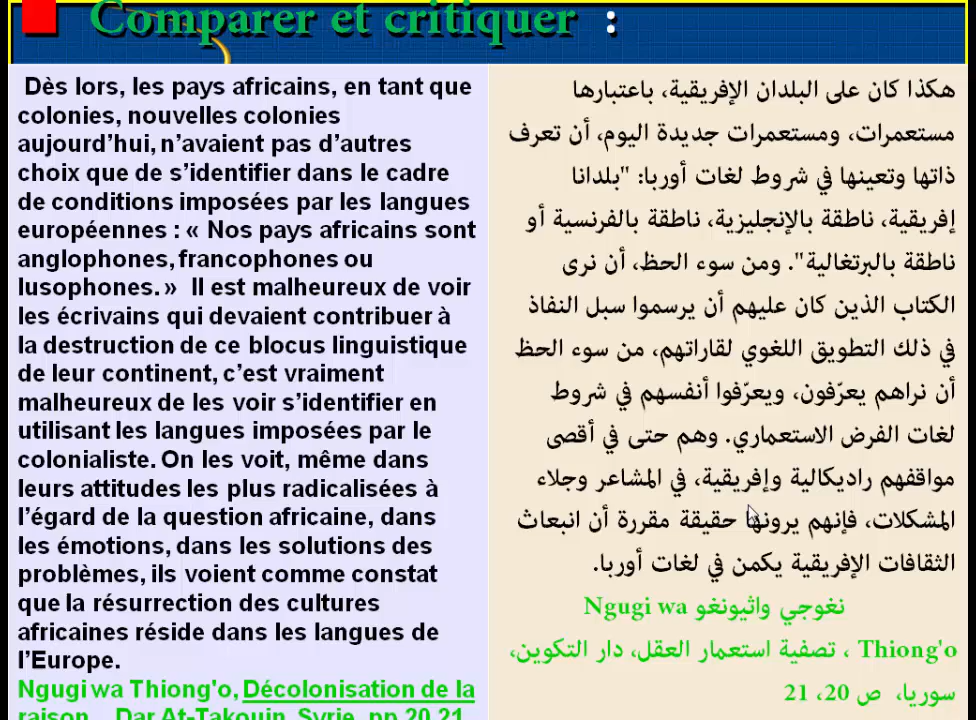 Comparer et critiquer :
Dès lors, les pays africains, en tant que
colonies, nouvelles colonies
aujourd’hui, n’avaient pas d’autres
choix que de s’identifier dans le cadre
de conditions imposées par les langues
européennes : « Nos pays africains sont
anglophones, francophones ou
lusophones. » Il est malheureux de voir
les écrivains qui devaient contribuer à
la destruction de ce blocus linguistique
de leur continent, c’est vraiment
malheureux de les voir s’identifier en
utilisant les langues imposées par le
colonialiste. On les voit, même dans
leurs attitudes les plus radicalisées à
l’égard de la question africaine, dans
les émotions, dans les solutions des
problèmes, ils voient comme constat
que la résurrection des cultures
africaines réside dans les langues de
l’Europe.
Ngugi wa Thiong'o, Décolonisation de la
raison, Dar At-Takouin, Syrie, pp 20,21
هكذا كان على البلدان الإفريقية، باعتبارها
مستعمرات، ومستعمرات جديدة اليوم، أن تعرف
ذاتها وتعينها في شروط لغات أوربا: "بلدانا
إفريقية، ناطقة بالإنجليزية، ناطقة بالفرنسية أو
ناطقة بالبرتغالية". ومن سوء الحظ، أن نرى
الكتاب الذين كان عليهم أن يرسموا سبل النفاذ
في ذلك التطويق اللغوي لقاراتهم، من سوء الحظ
أن نراهم يعرّفون، ويعرّفوا أنفسهم في شروط
لغات الفرض الاستعماري. وهم حتى في أقصى
مواقفهم راديكالية وإفريقية، في المشاعر وجلاء
المشكلات، فإنهم يرونها حقيقة مقررة أن انبعاث
الثقافات الإفريقية يكمن في لغات أوربا.
نغوجي واثيونغو Ngugi wa
Thiong'o ، تصفية استعمار العقل، دار التكوين،
سوريا، ص 20، 21